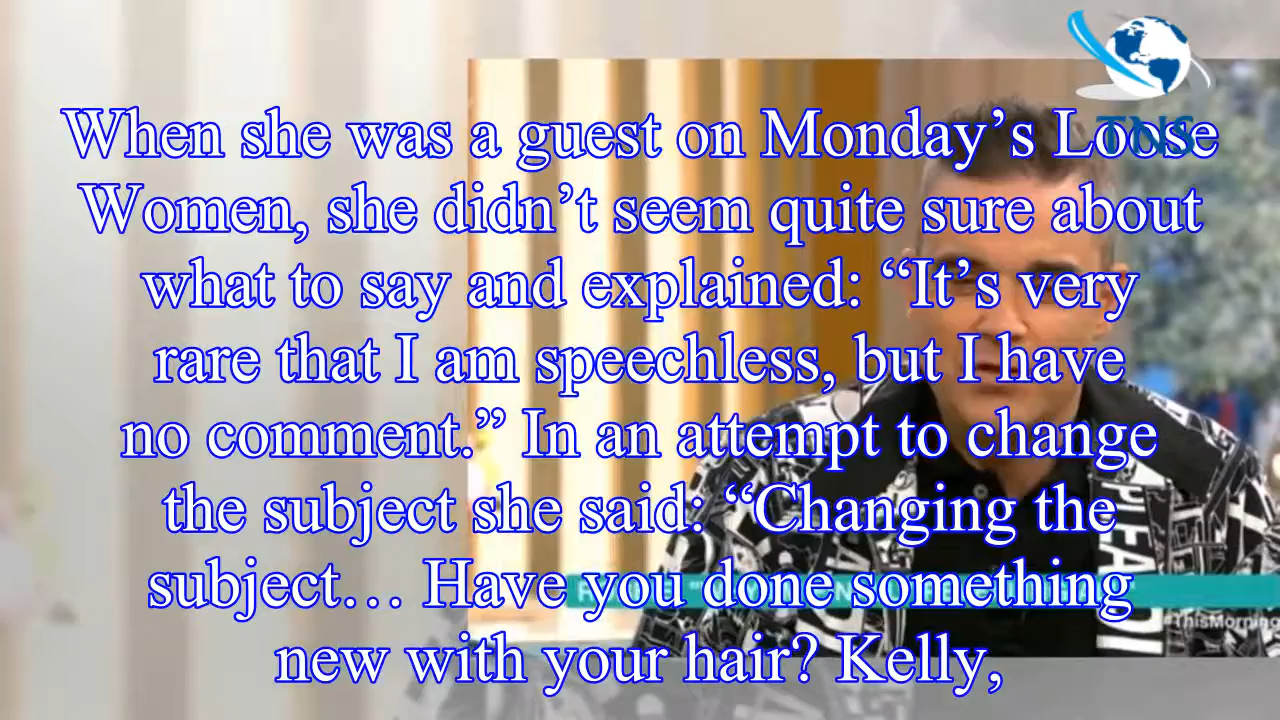 TNS
When she was a guest on Monday’s Loose
Women, she didn’t seem quite sure about
what to say and explained: “It’s very
rare that I am speechless, but I have
no comment.” In an attempt to change
the subject she said: “Changing the
subject… Have you done something
new with your hair? Kelly,
#ThisMorning